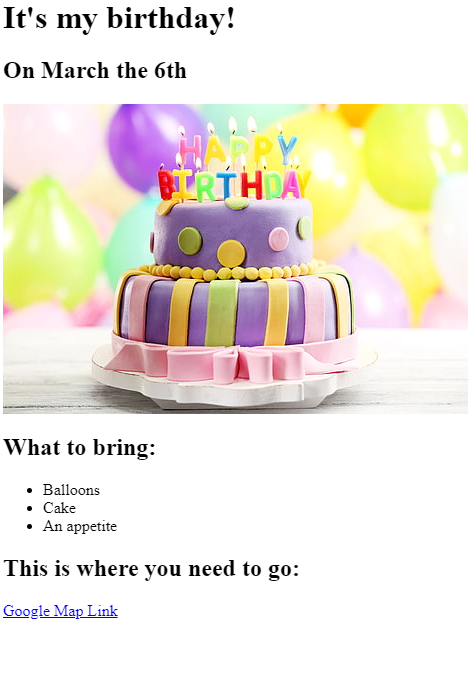 It's my birthday!
On March the 6th
HAPPY
BIRTHDAY
What to bring:
Balloons
Cake
An appetite
This is where you need to go:
Google Map Link